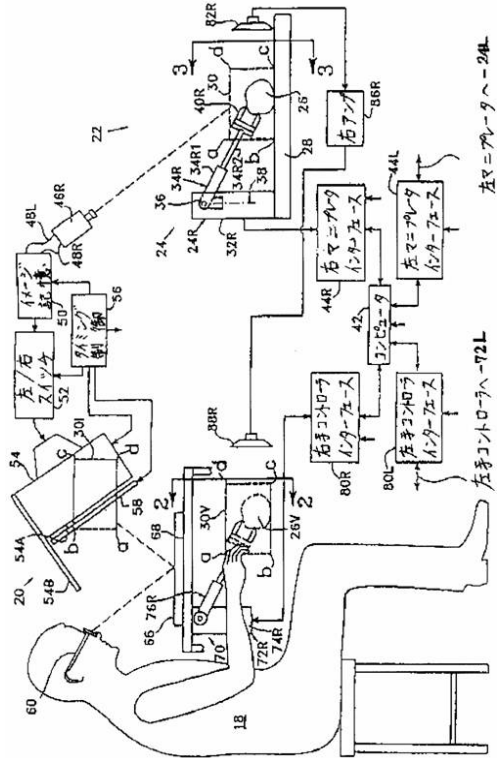 20
54A
54B
54
58
左／右
スイッチ
52
イメージ
記憶
50
48L
48R
46R
タイミング
制御
56
c
30I
d
b
a
60
18
66
68
70
76R
72R
74R
a
d
30V
b
c
26V
2
2
88R
22
24
24R
32R
36
34R
34R1
34R2
38
40R
30
a
d
b
c
26
28
3
3
82R
右アンプ
86R
右マニプレータ
インターフェース
44R
右手コントローラ
インターフェース
80R
コンピュータ
42
左マニプレータ
インターフェース
44L
左手コントローラ
インターフェース
80L
左手コントローラへ-72L
左マニプレータへ-24L